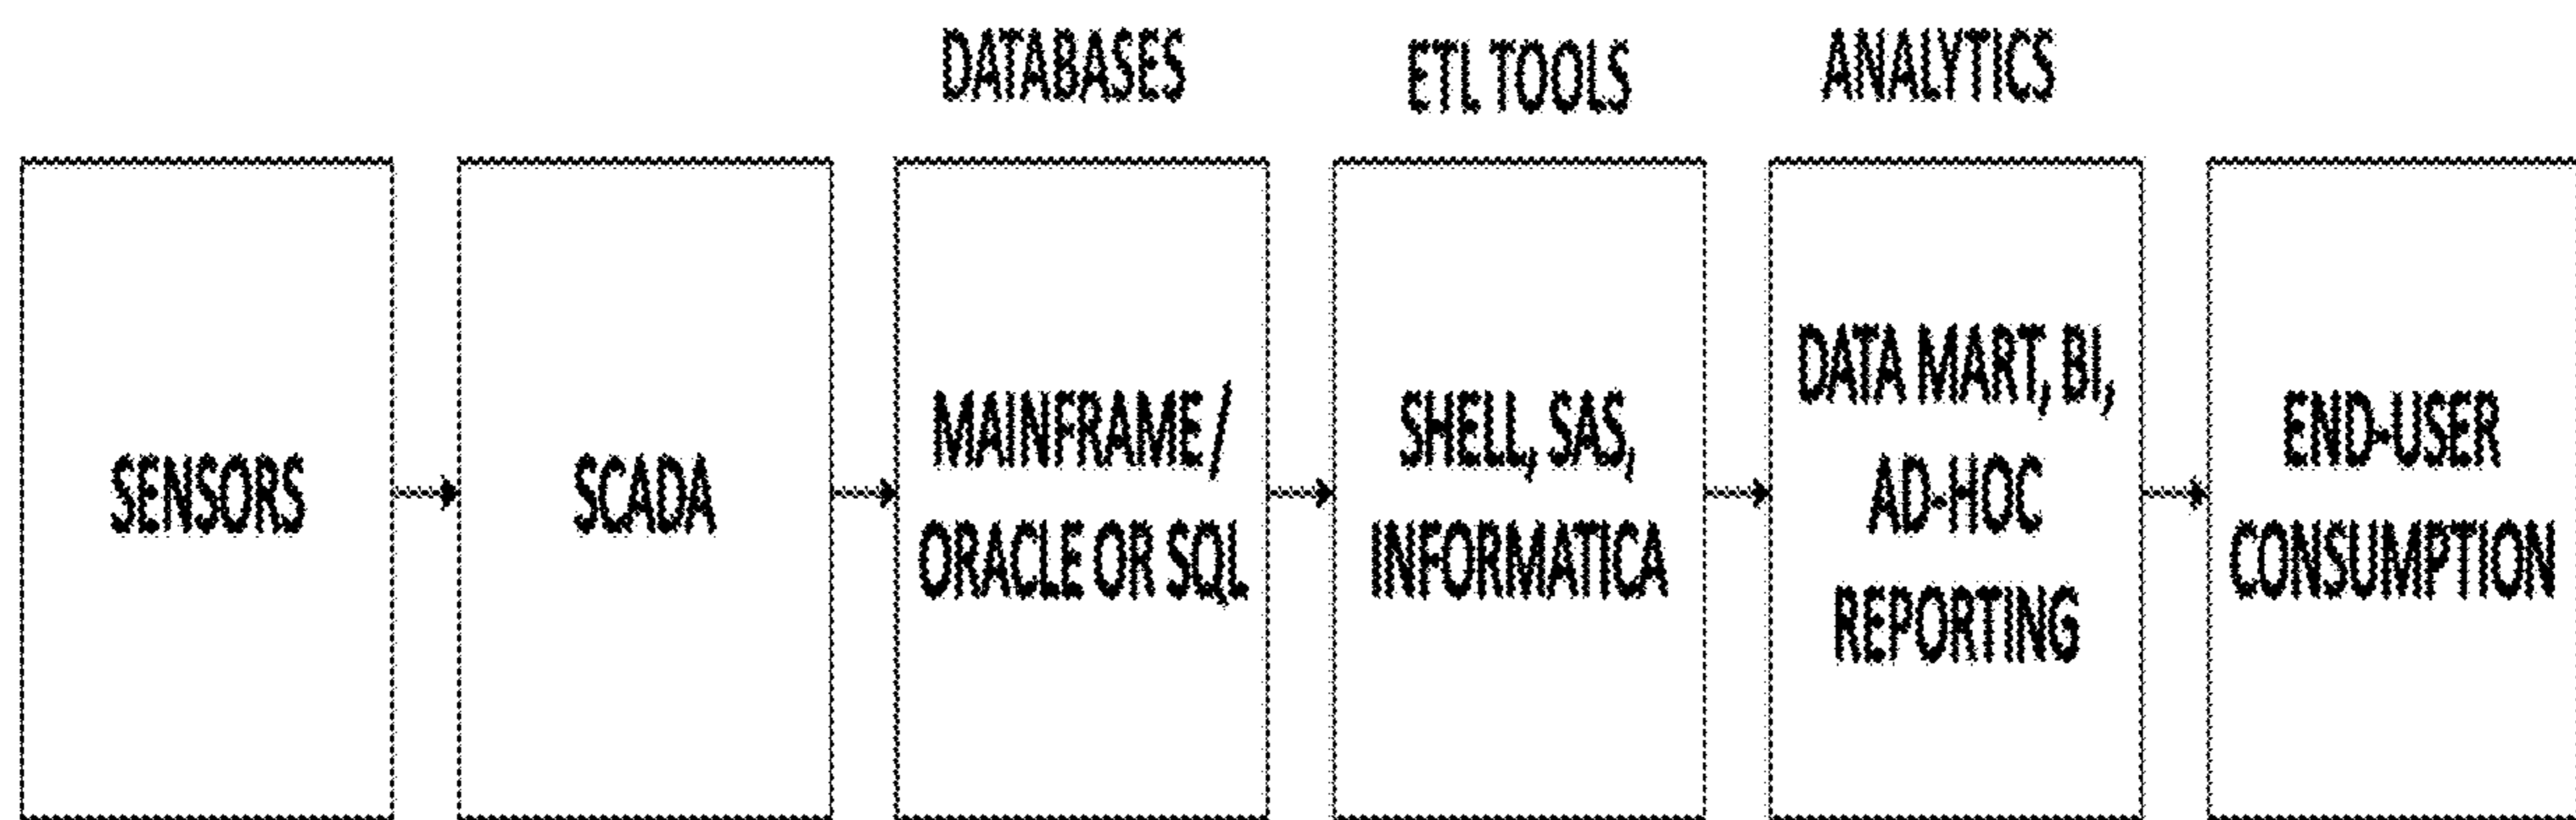 DATABASES
ETL TOOLS
ANALYTICS
SENSORS
SCADA
MAINFRAME /
ORACLE OR SQL
SHELL, SAS,
INFORMATICA
DATA MART, BI,
AD-HOC
REPORTING
END-USER
CONSUMPTION